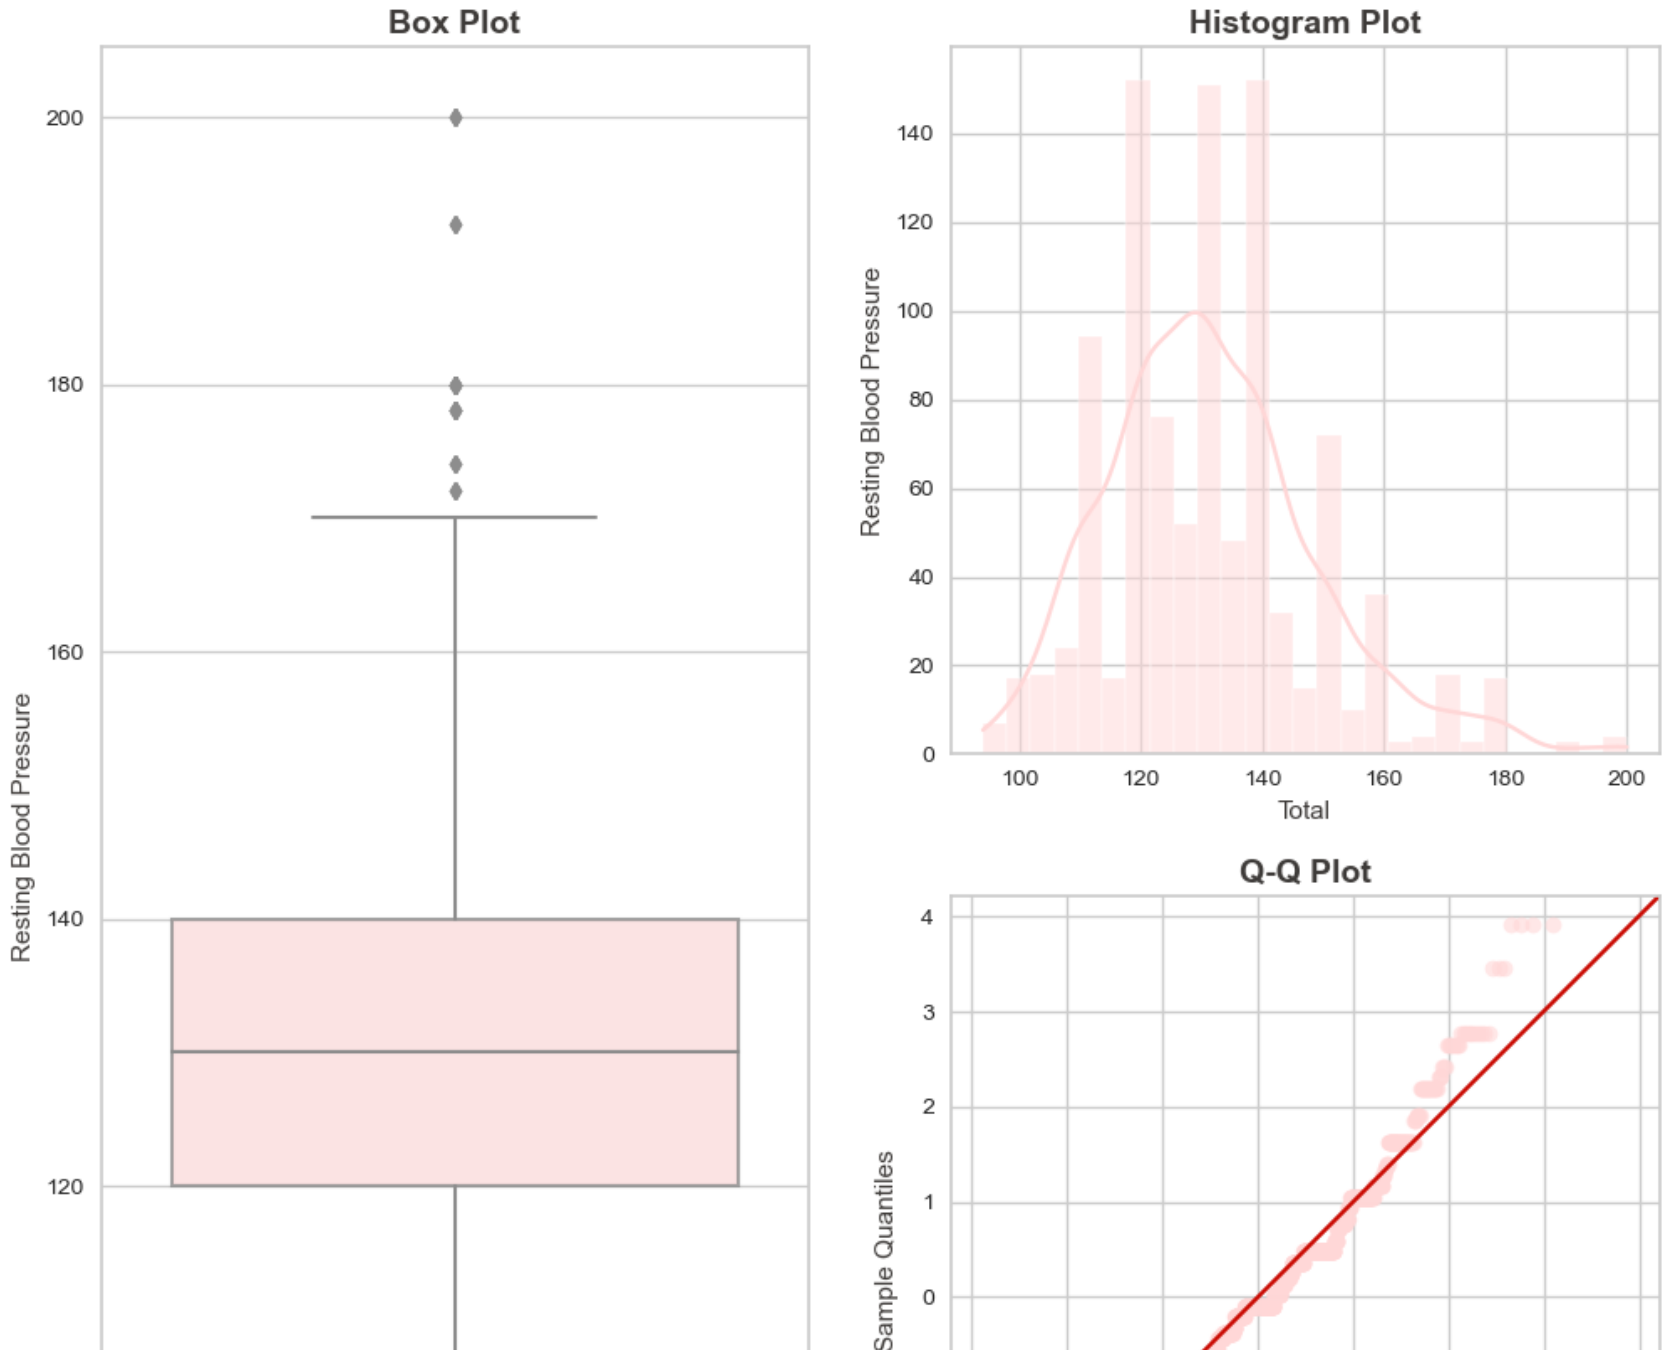 Box Plot
200
180
160
140
120
Resting Blood Pressure
Histogram Plot
140
120
100
80
60
40
20
0
Resting Blood Pressure
100 120 140 160 180 200
Total
Q-Q Plot
4
3
2
1
0
Sample Quantiles